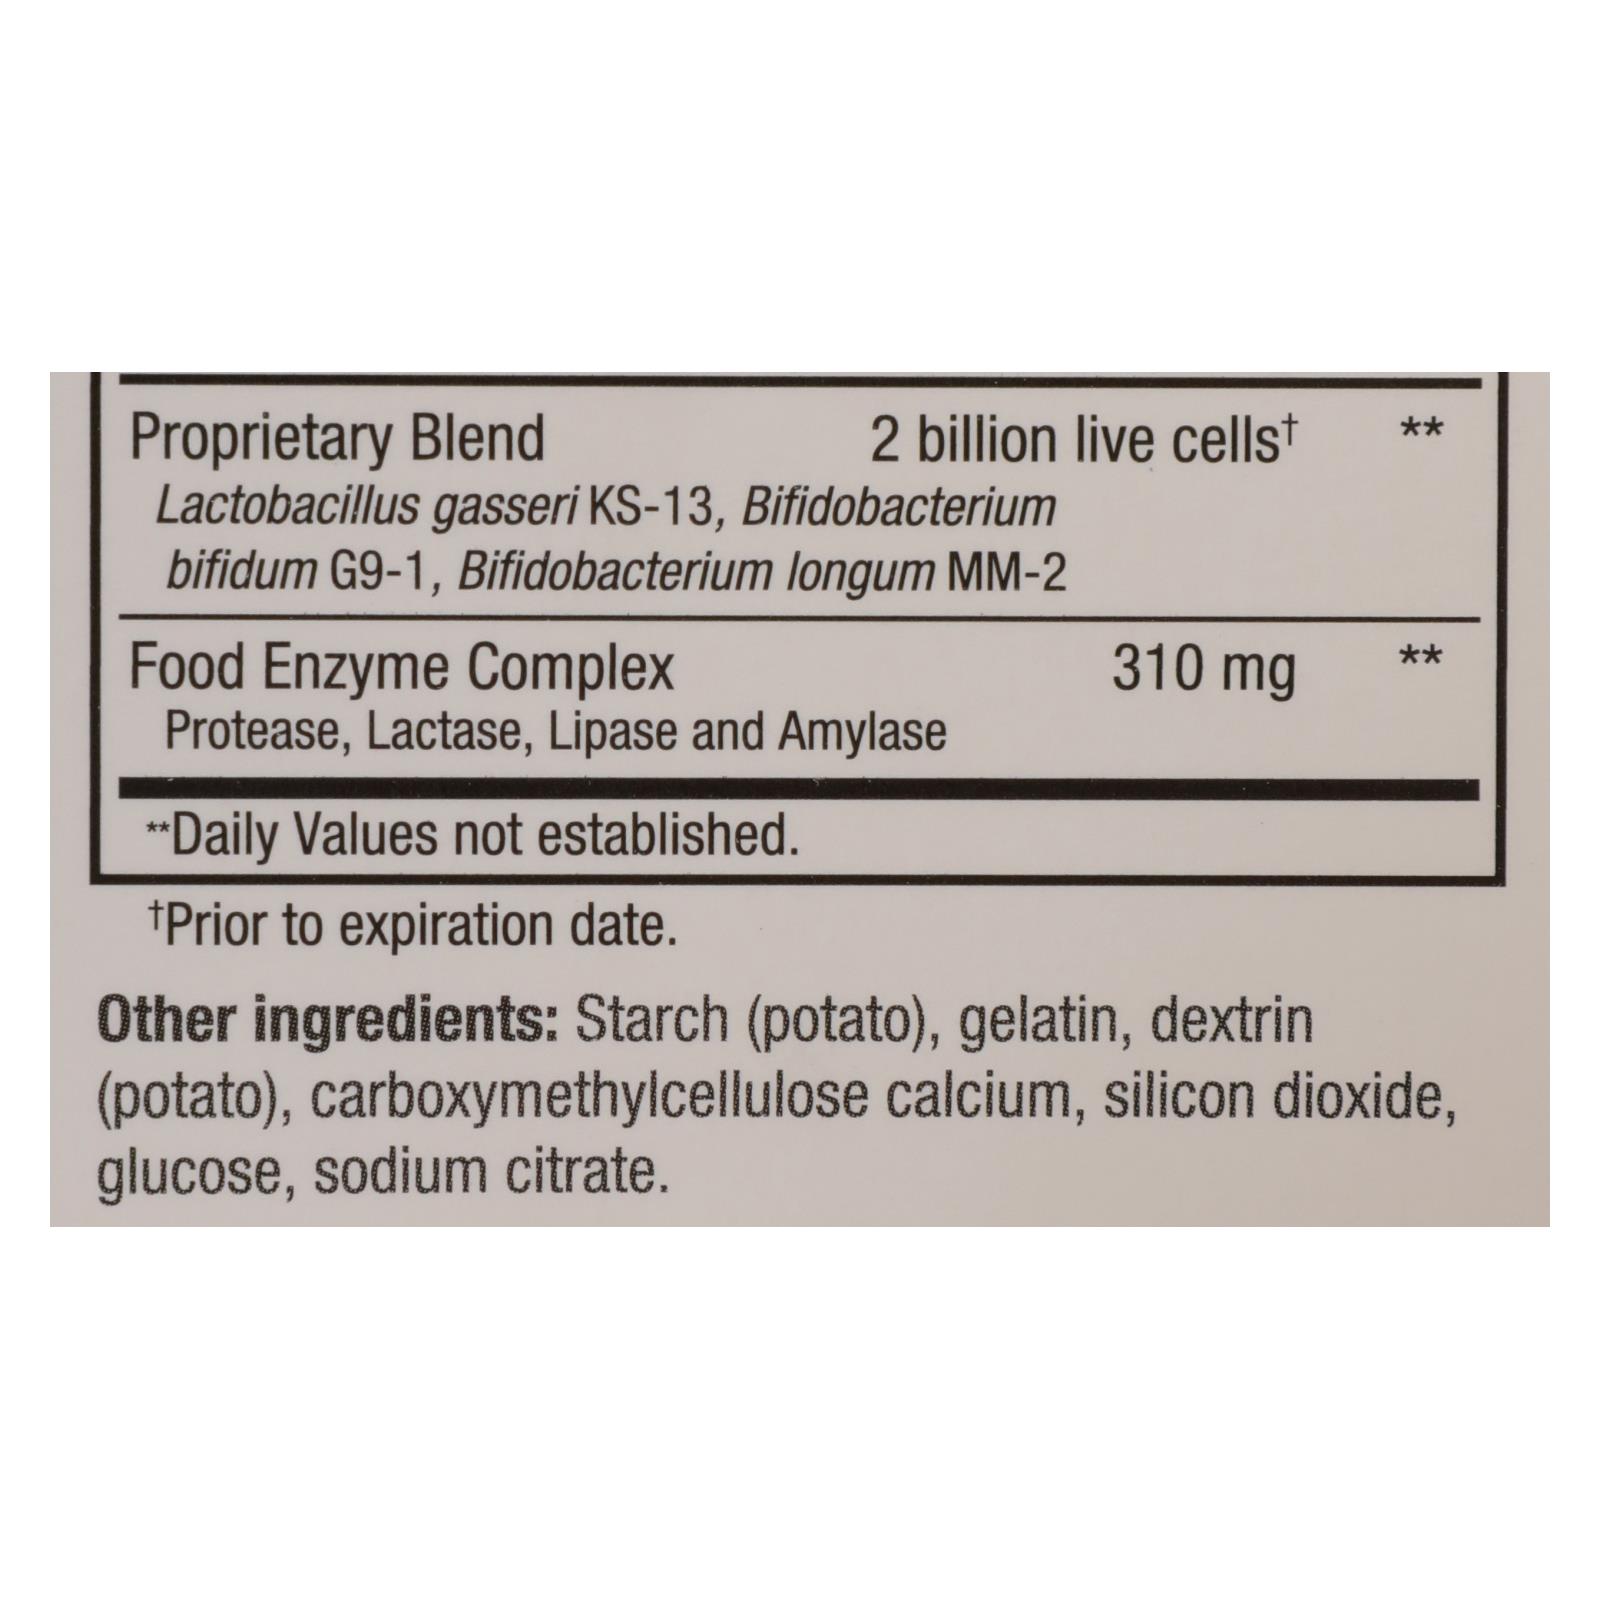 Proprietary Blend 2 billion live cells† **
Lactobacillus gasseri KS-13, Bifidobacterium
bifidum G9-1, Bifidobacterium longum MM-2
Food Enzyme Complex 310 mg **
Protease, Lactase, Lipase and Amylase
**Daily Values not established.
†Prior to expiration date.
Other ingredients: Starch (potato), gelatin, dextrin
(potato), carboxymethylcellulose calcium, silicon dioxide,
glucose, sodium citrate.